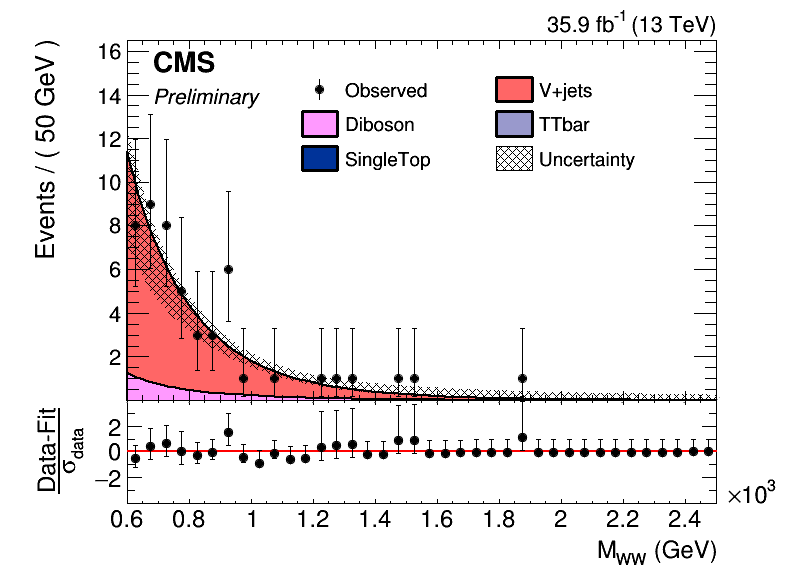 35.9 fb⁻¹ (13 TeV)
CMS
Preliminary
Observed
V+jets
Diboson
TTbar
SingleTop
Uncertainty
Events / ( 50 GeV )
16
14
12
10
8
6
4
2
Data-Fit
σdata
2
0
−2
0.6 0.8 1 1.2 1.4 1.6 1.8 2 2.2 2.4
×10³
M_WW (GeV)